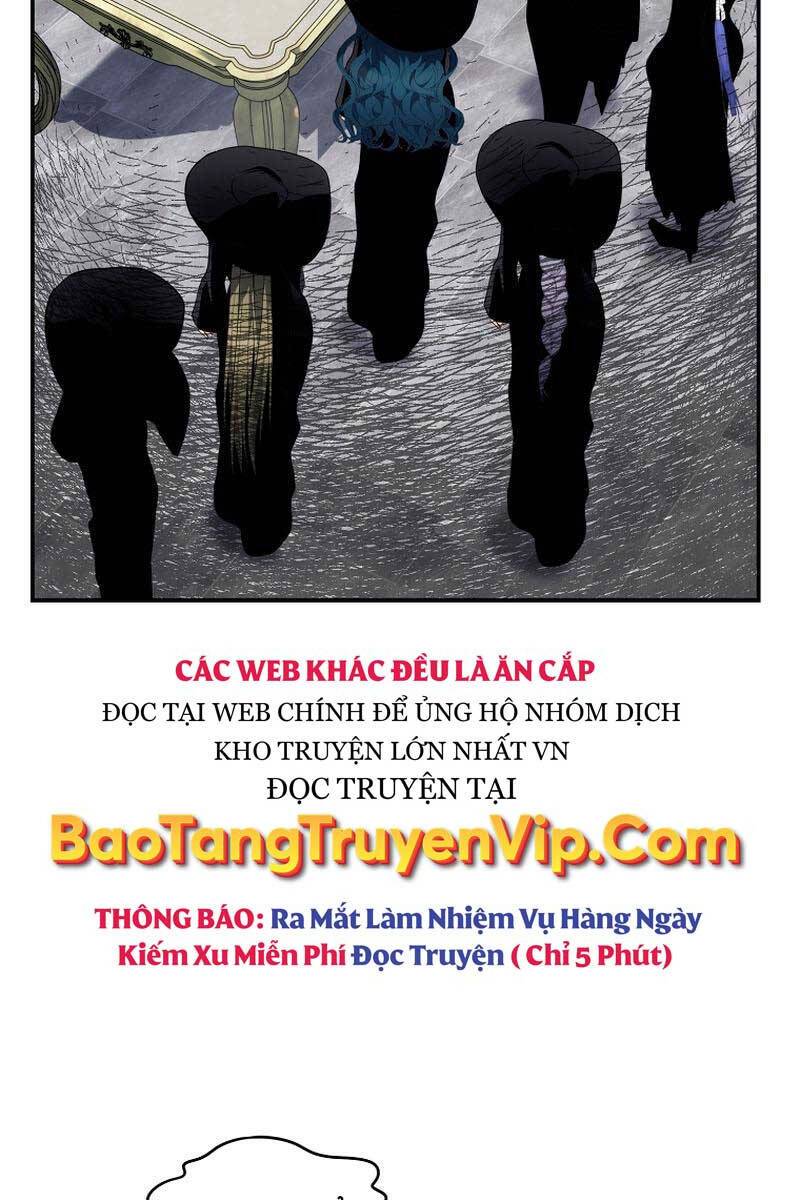 CÁC WEB KHÁC ĐỀU LÀ ĂN CẮP
ĐỌC TẠI WEB CHÍNH ĐỂ ỦNG HỘ NHÓM DỊCH
KHO TRUYỆN LỚN NHẤT VN
ĐỌC TRUYỆN TẠI
BaoTangTruyenVip.Com
THÔNG BÁO: Ra Mắt Làm Nhiệm Vụ Hàng Ngày
Kiếm Xu Miễn Phí Đọc Truyện ( Chỉ 5 Phút)